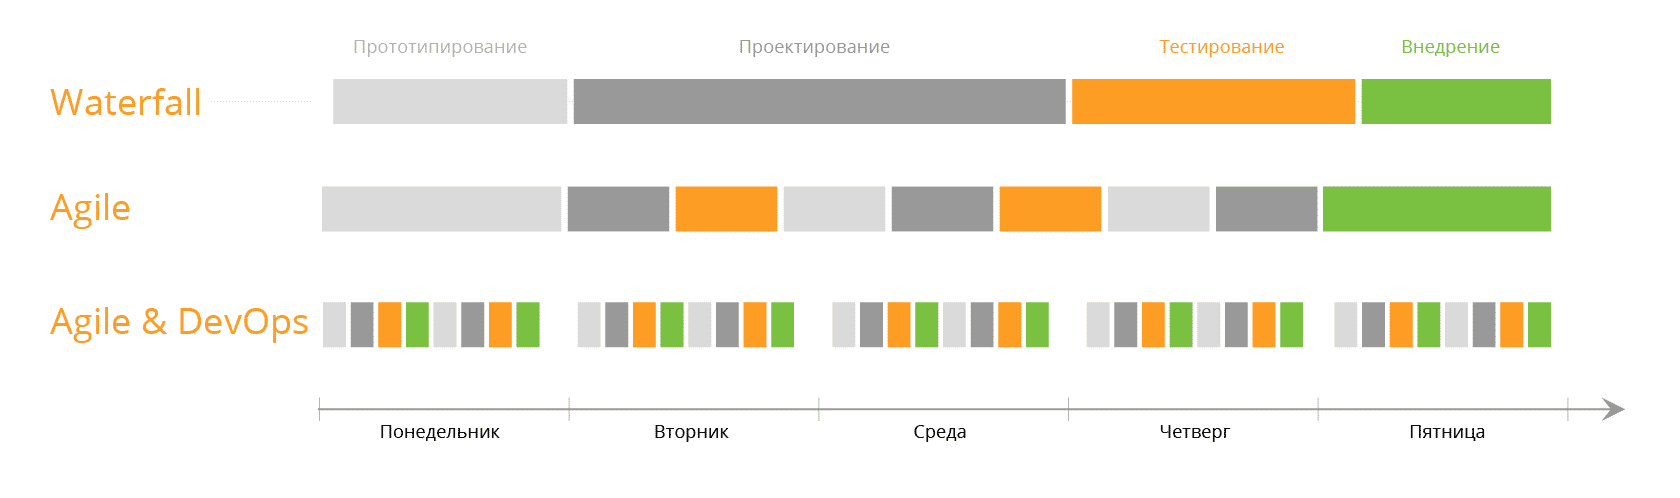 Прототипирование Проектирование Тестирование Внедрение
Waterfall
Agile
Agile & DevOps
Понедельник Вторник Среда Четверг Пятница